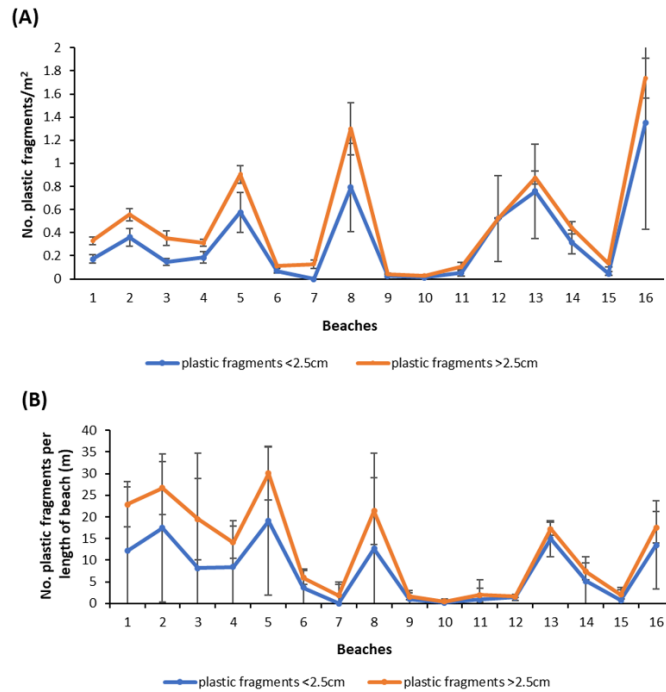 (A)
No. plastic fragments/m²
2
1.8
1.6
1.4
1.2
1
0.8
0.6
0.4
0.2
0
1 2 3 4 5 6 7 8 9 10 11 12 13 14 15 16
Beaches
plastic fragments <2.5cm plastic fragments >2.5cm
(B)
No. plastic fragments per
length of beach (m)
40
35
30
25
20
15
10
5
0
1 2 3 4 5 6 7 8 9 10 11 12 13 14 15 16
Beaches
plastic fragments <2.5cm plastic fragments >2.5cm